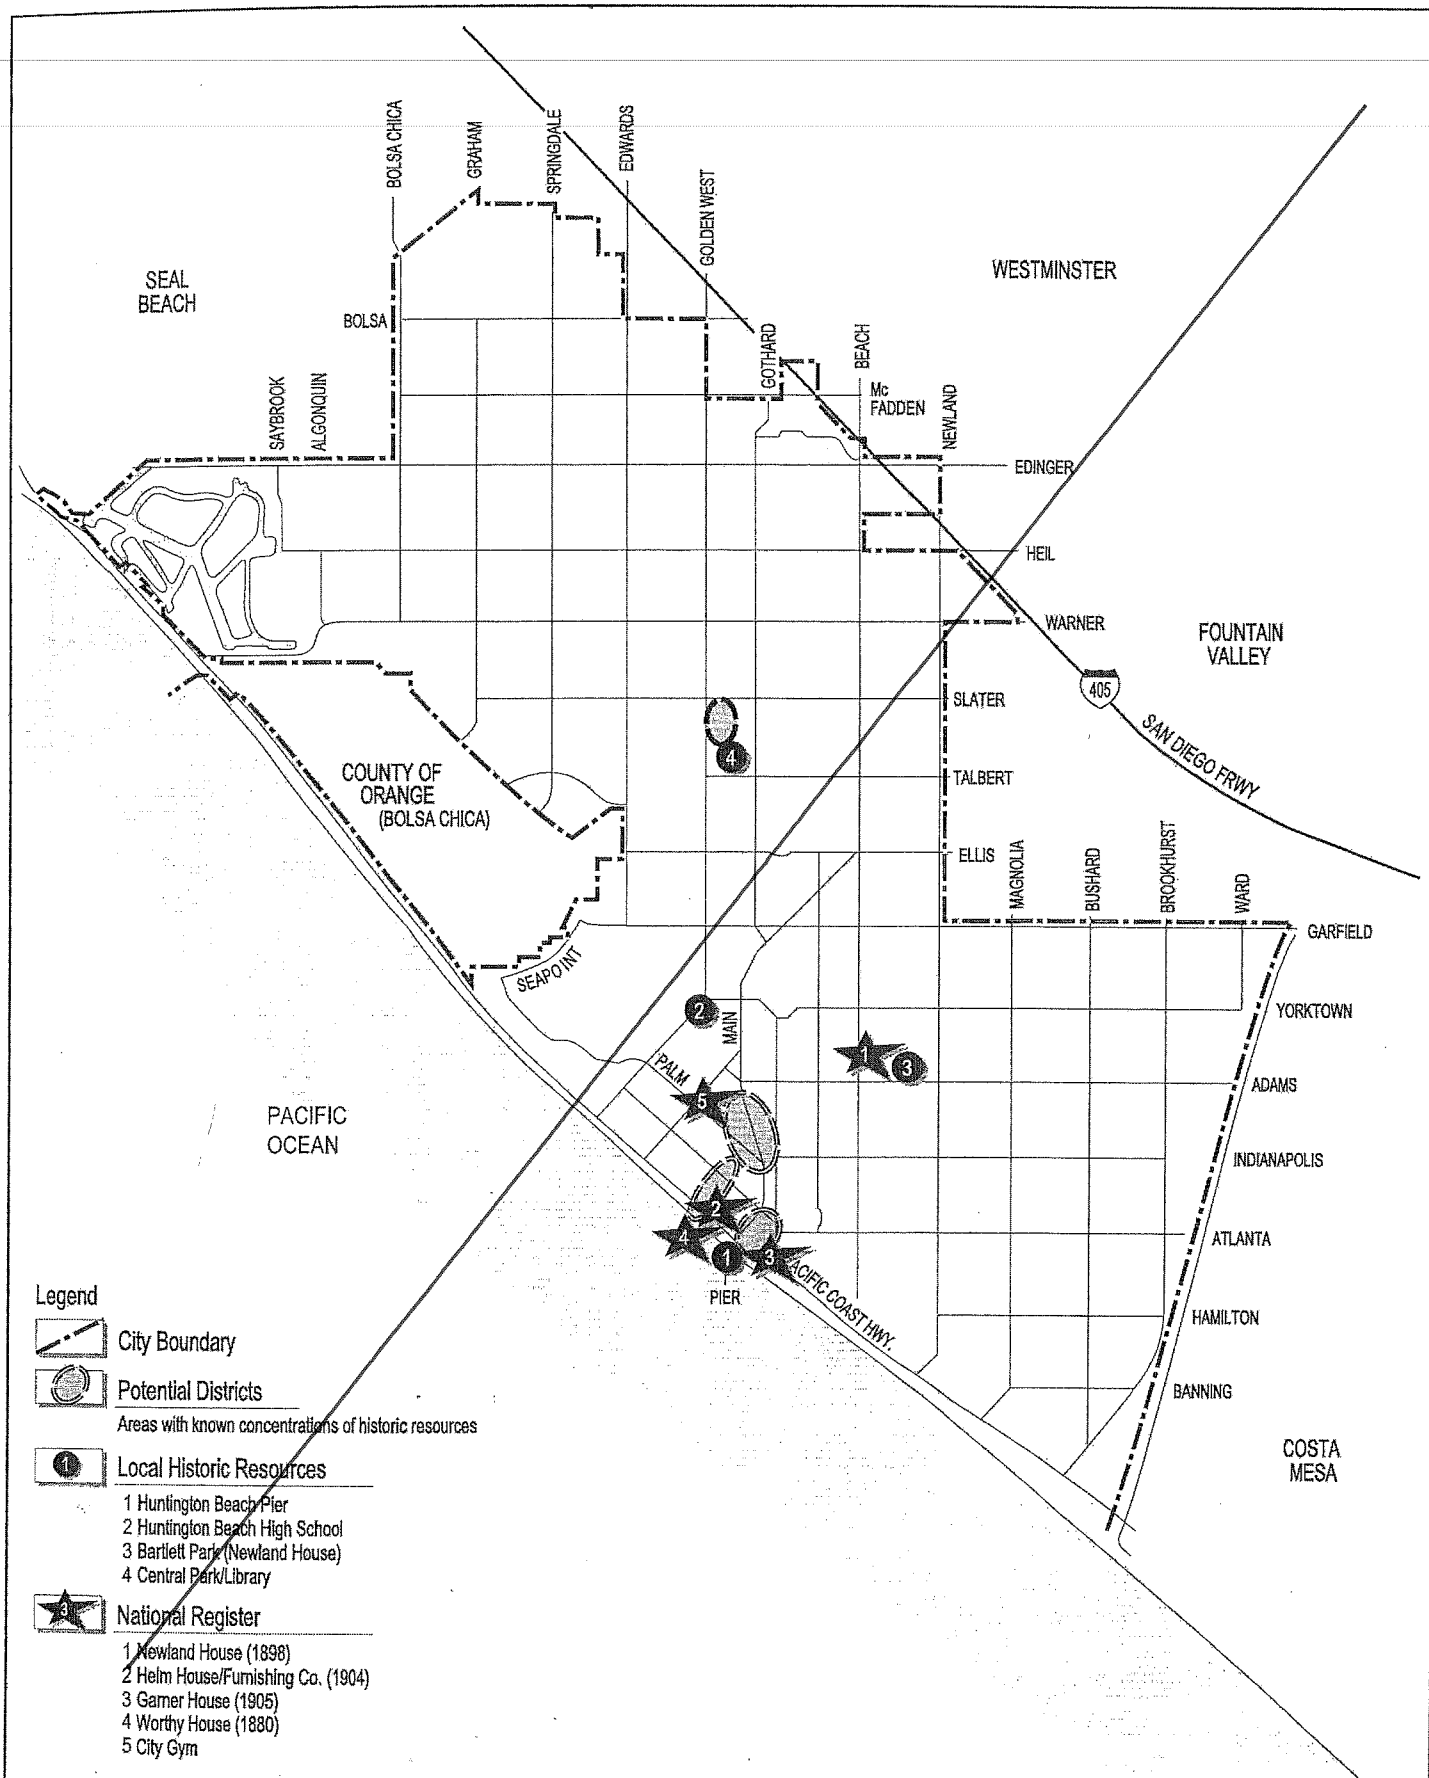 BOLSA CHICA
GRAHAM
SPRINGDALE
EDWARDS
GOLDEN WEST
WESTMINSTER
SEAL
BEACH
BOLSA
GOTHARD
BEACH
Mc
FADDEN
NEWLAND
SAYBROOK
ALGONQUIN
EDINGER
HEIL
WARNER
FOUNTAIN
VALLEY
405
SAN DIEGO FRWY
SLATER
4
TALBERT
COUNTY OF
ORANGE
(BOLSA CHICA)
ELLIS
MAGNOLIA
BUSHARD
BROOKHURST
WARD
GARFIELD
SEAPOINT
2
MAIN
YORKTOWN
1
3
PALM
5
ADAMS
PACIFIC
OCEAN
INDIANAPOLIS
2
4
1
3
ATLANTA
PIER
ACIFIC COAST HWY.
HAMILTON
BANNING
COSTA
MESA
Legend
City Boundary
Potential Districts
Areas with known concentrations of historic resources
1
Local Historic Resources
1 Huntington Beach Pier
2 Huntington Beach High School
3 Bartlett Park (Newland House)
4 Central Park/Library
3
National Register
1 Newland House (1898)
2 Helm House/Furnishing Co. (1904)
3 Garner House (1905)
4 Worthy House (1880)
5 City Gym